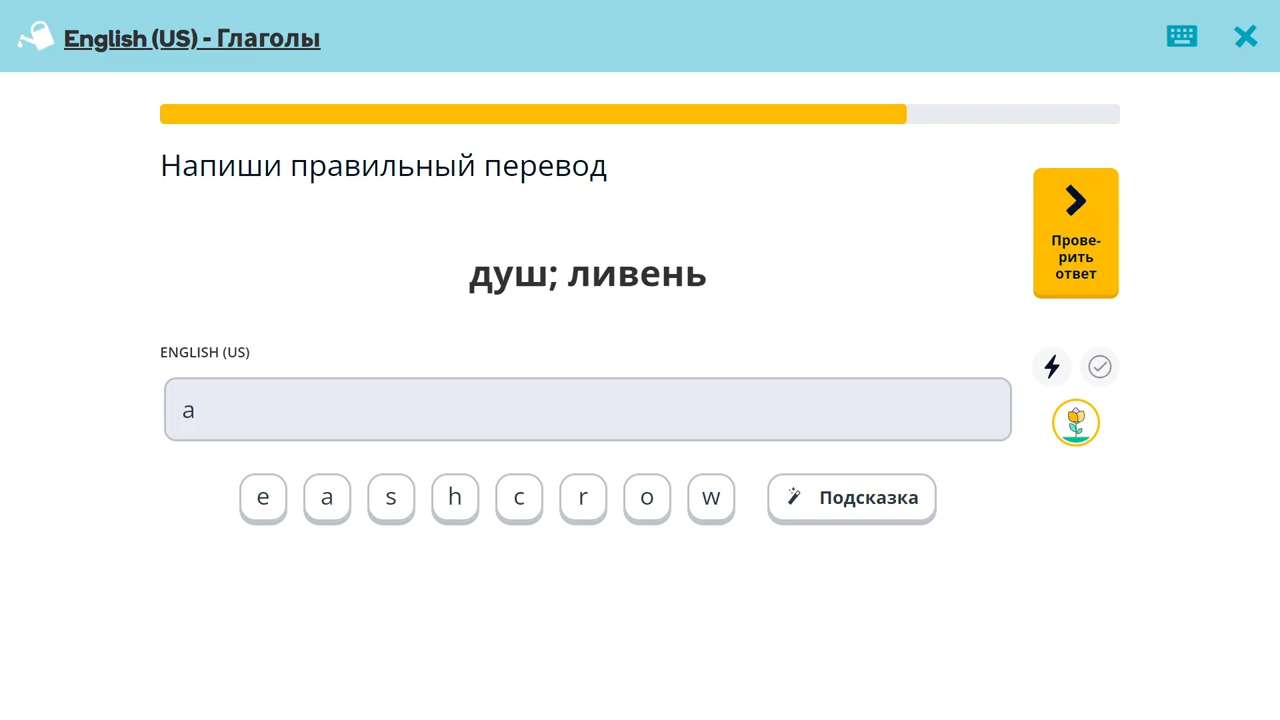 English (US) - Глаголы
Напиши правильный перевод
душ; ливень
Прове-
рить
ответ
ENGLISH (US)
a
e a s h c r o w Подсказка